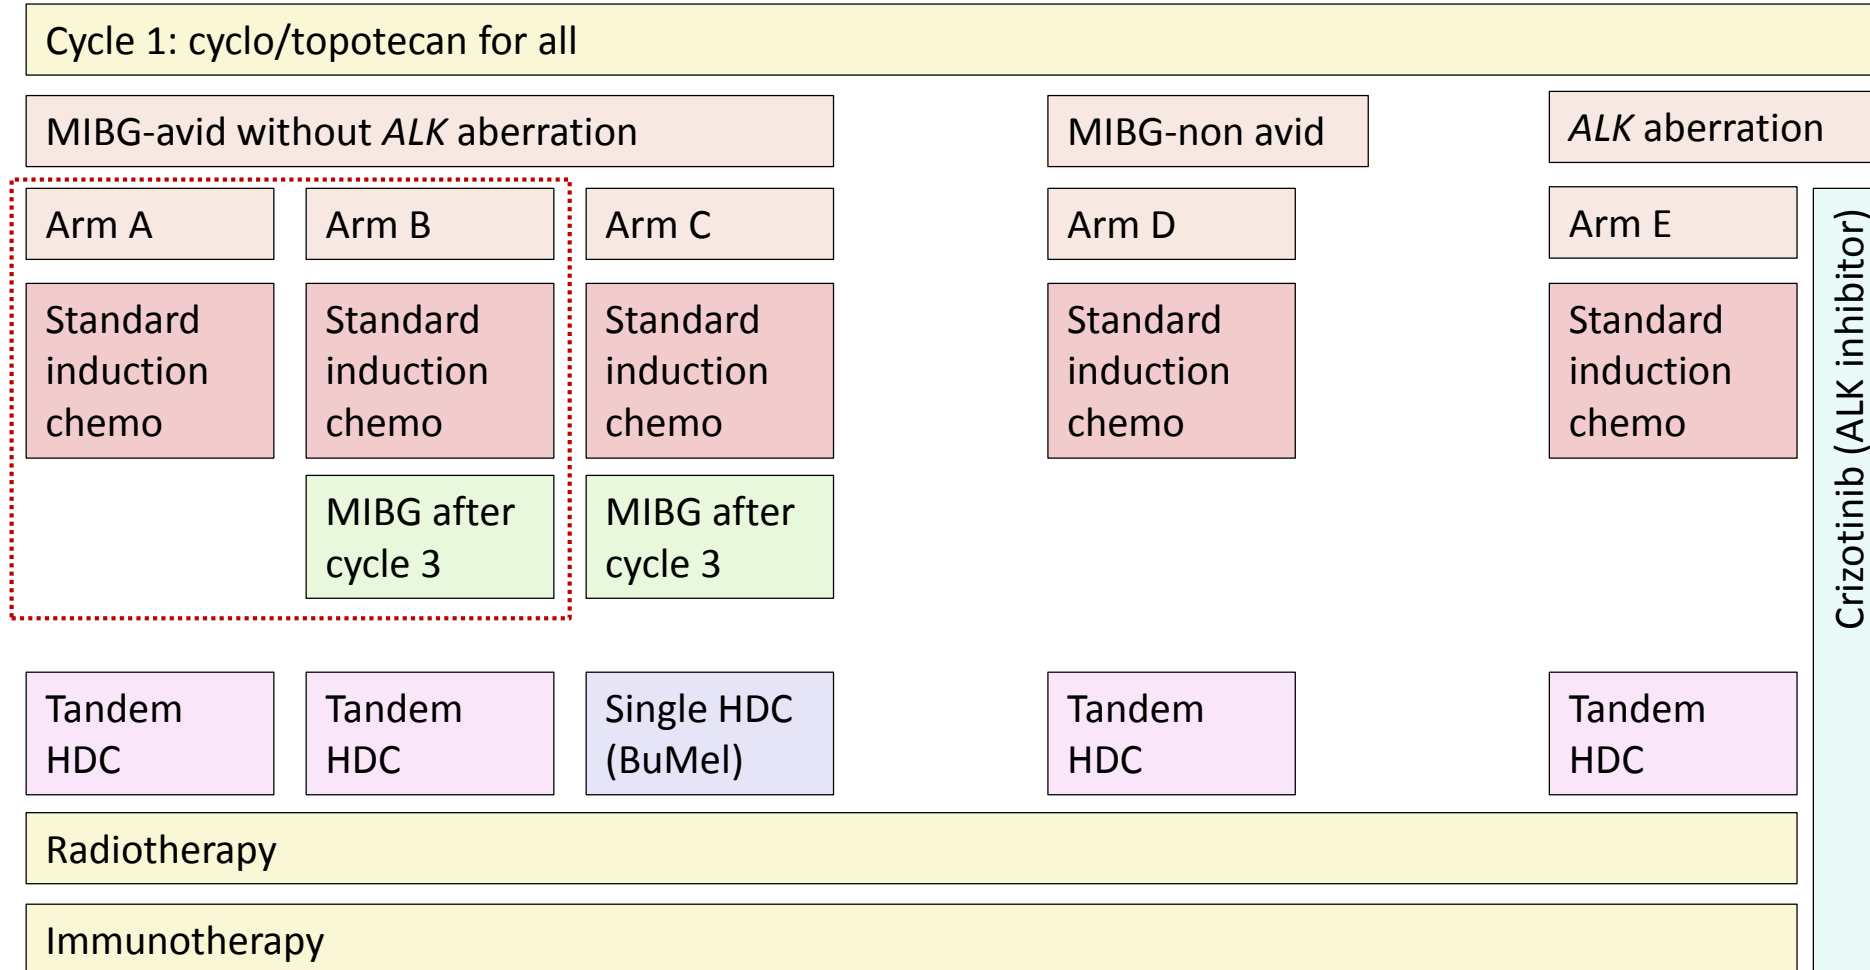 Cycle 1: cyclo/topotecan for all
MIBG-avid without ALK aberration
MIBG-non avid
ALK aberration
Arm A
Arm B
Arm C
Arm D
Arm E
Standard
induction
chemo
Standard
induction
chemo
Standard
induction
chemo
Standard
induction
chemo
Standard
induction
chemo
MIBG after
cycle 3
MIBG after
cycle 3
Tandem
HDC
Tandem
HDC
Single HDC
(BuMel)
Tandem
HDC
Tandem
HDC
Crizotinib (ALK inhibitor)
Radiotherapy
Immunotherapy